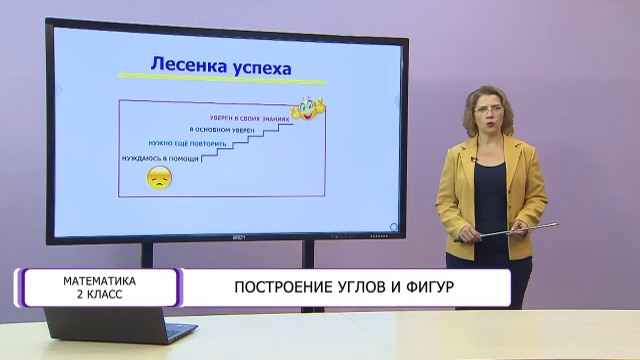 Лесенка успеха
УВЕРЕН В СВОИХ ЗНАНИЯХ
В ОСНОВНОМ УВЕРЕН
НУЖНО ЕЩЁ ПОВТОРИТЬ
НУЖДАЮСЬ В ПОМОЩИ
МАТЕМАТИКА
2 КЛАСС
ПОСТРОЕНИЕ УГЛОВ И ФИГУР